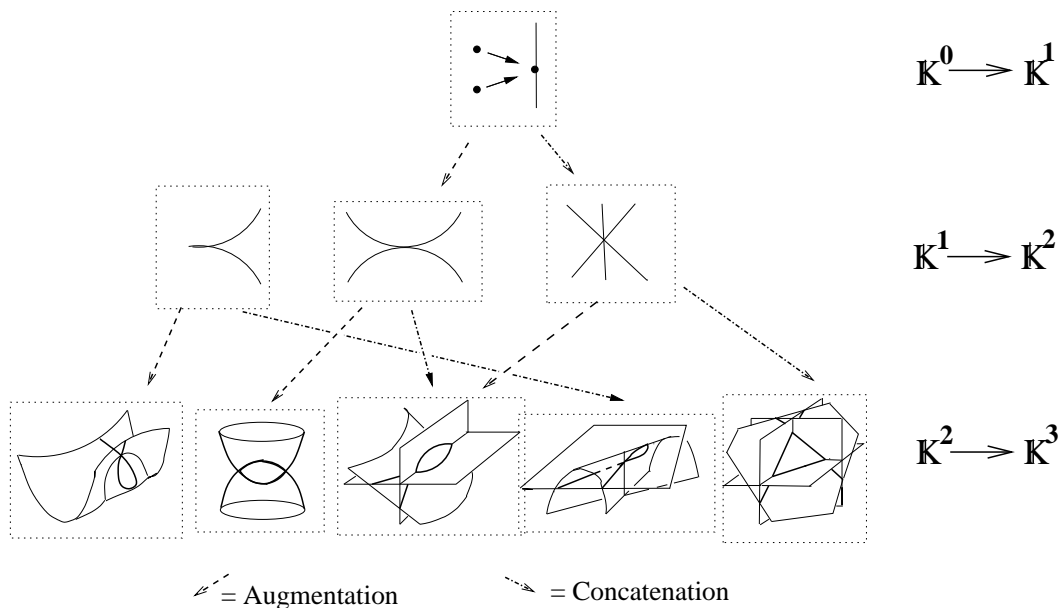 𝕂⁰ ⟶ 𝕂¹
𝕂¹ ⟶ 𝕂²
𝕂² ⟶ 𝕂³
= Augmentation
= Concatenation